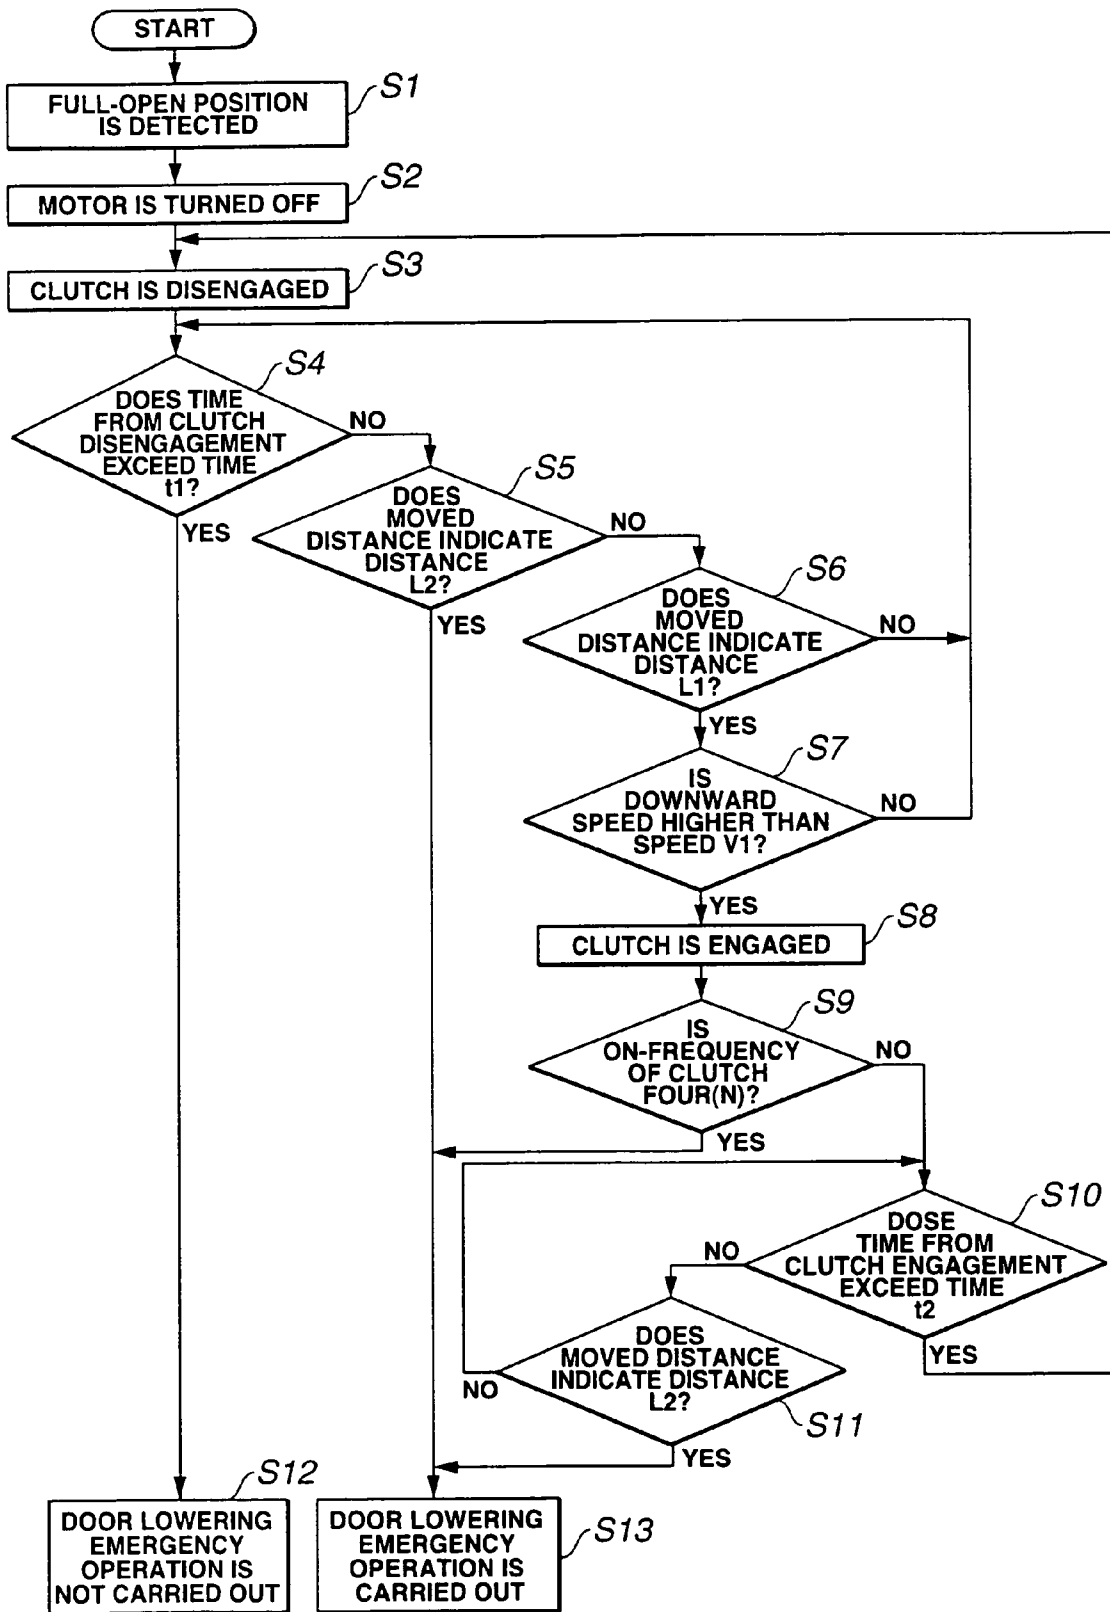 START
S1
FULL-OPEN POSITION
IS DETECTED
S2
MOTOR IS TURNED OFF
S3
CLUTCH IS DISENGAGED
S4
DOES TIME
FROM CLUTCH
DISENGAGEMENT
EXCEED TIME
t1?
NO
YES
S5
DOES
MOVED
DISTANCE INDICATE
DISTANCE
L2?
NO
YES
S6
DOES
MOVED
DISTANCE INDICATE
DISTANCE
L1?
NO
YES
S7
IS
DOWNWARD
SPEED HIGHER THAN
SPEED V1?
NO
YES
S8
CLUTCH IS ENGAGED
S9
IS
ON-FREQUENCY
OF CLUTCH
FOUR(N)?
NO
YES
S10
DOSE
TIME FROM
CLUTCH ENGAGEMENT
EXCEED TIME
t2
NO
YES
DOES
MOVED DISTANCE
INDICATE DISTANCE
L2?
NO
S11
YES
S12
DOOR LOWERING
EMERGENCY
OPERATION IS
NOT CARRIED OUT
DOOR LOWERING
EMERGENCY
OPERATION IS
CARRIED OUT
S13